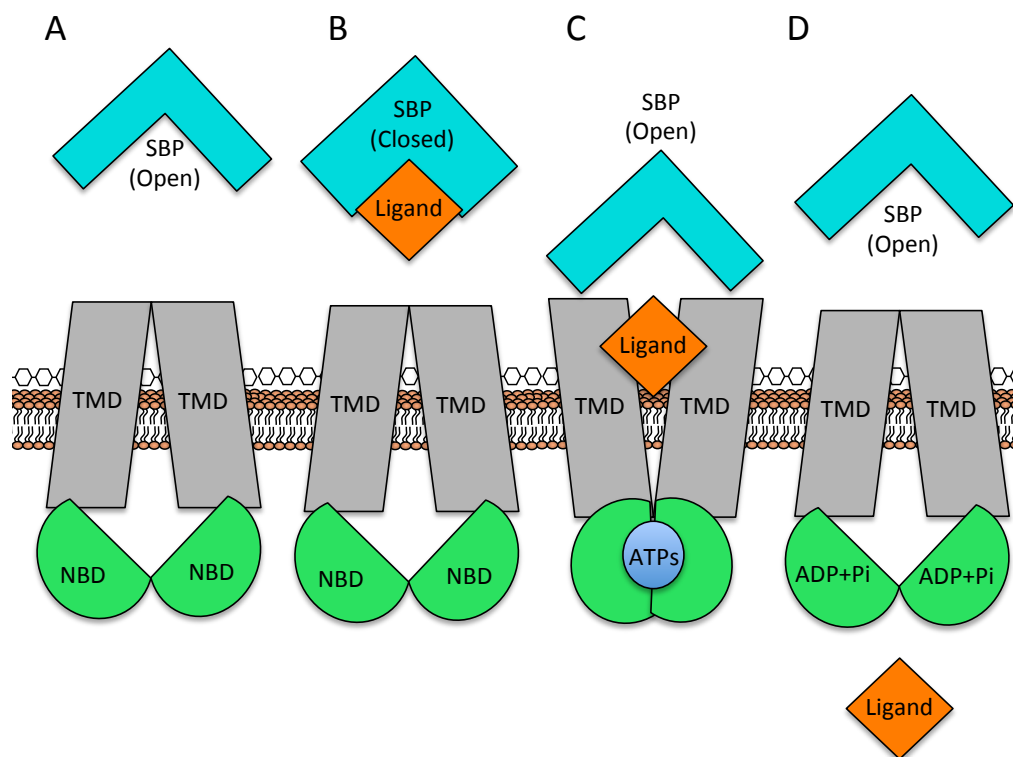 A
B
C
D
SBP
(Open)
SBP
(Closed)
Ligand
SBP
(Open)
SBP
(Open)
TMD
TMD
TMD
TMD
Ligand
TMD
TMD
TMD
TMD
NBD
NBD
NBD
NBD
ATPs
ADP+Pi
ADP+Pi
Ligand